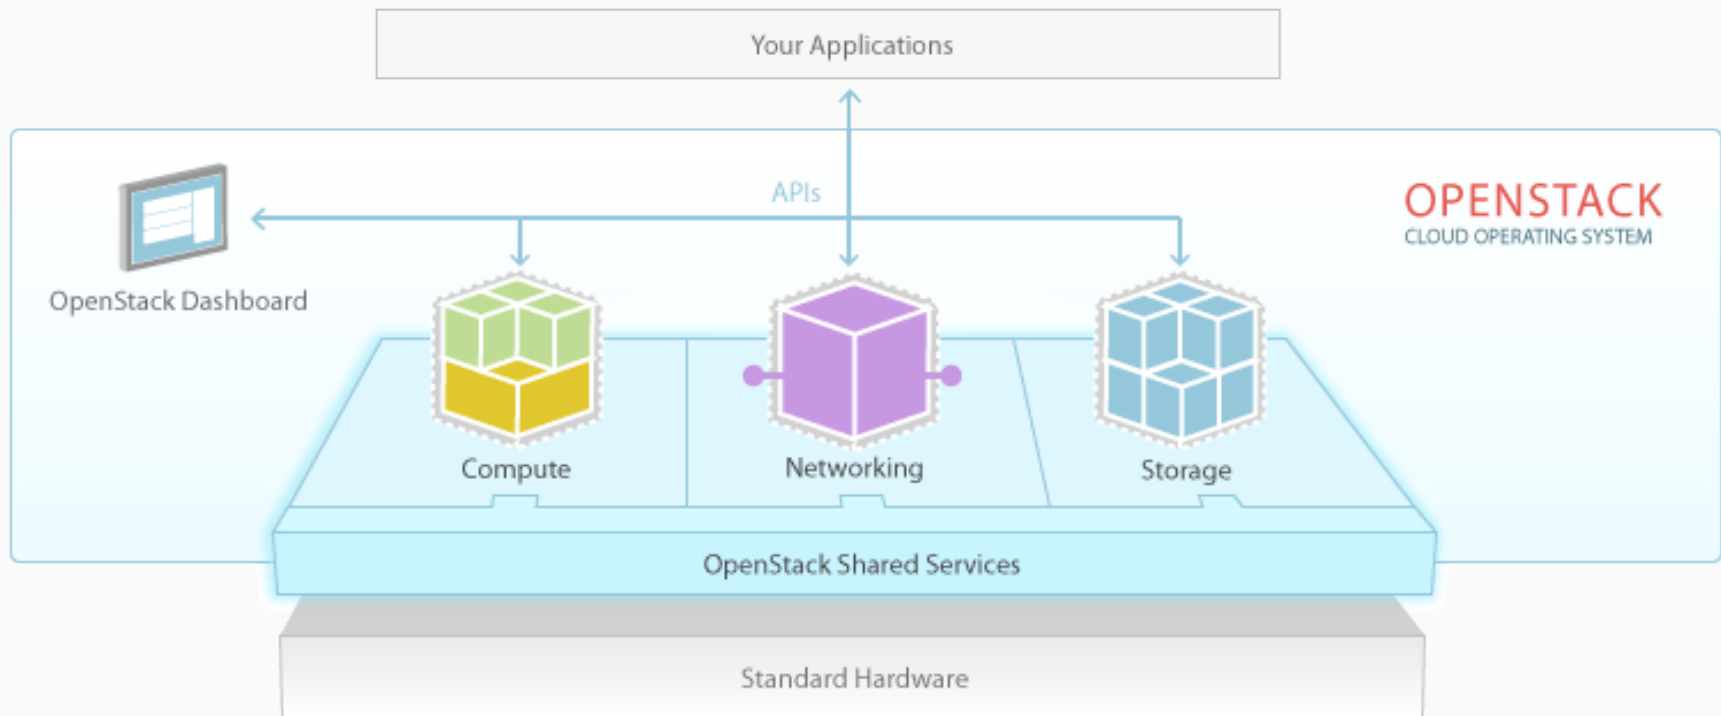 Your Applications
APIs
OPENSTACK
CLOUD OPERATING SYSTEM
OpenStack Dashboard
Compute
Networking
Storage
OpenStack Shared Services
Standard Hardware